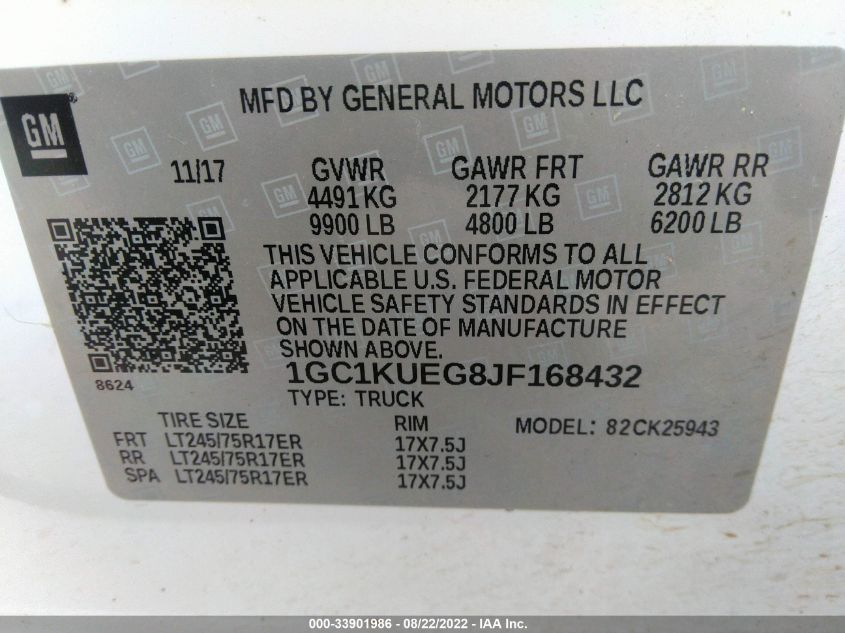 MFD BY GENERAL MOTORS LLC
GM
11/17 GVWR GAWR FRT GAWR RR
4491 KG 2177 KG 2812 KG
9900 LB 4800 LB 6200 LB
THIS VEHICLE CONFORMS TO ALL
APPLICABLE U.S. FEDERAL MOTOR
VEHICLE SAFETY STANDARDS IN EFFECT
ON THE DATE OF MANUFACTURE
SHOWN ABOVE.
8624
1GC1KUEG8JF168432
TYPE: TRUCK
TIRE SIZE RIM MODEL: 82CK25943
FRT LT245/75R17ER 17X7.5J
RR LT245/75R17ER 17X7.5J
SPA LT245/75R17ER 17X7.5J
000-33901986 - 08/22/2022 - IAA Inc.